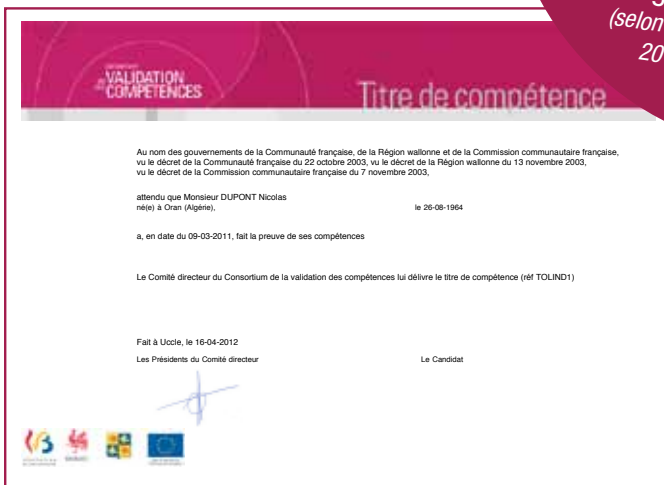 (selon
20
VALIDATION
COMPETENCES
Titre de compétence
Au nom des gouvernements de la Communauté française, de la Région wallonne et de la Commission communautaire française,
vu le décret de la Communauté française du 22 octobre 2003, vu le décret de la Région wallonne du 13 novembre 2003,
vu le décret de la Commission communautaire française du 7 novembre 2003,
attendu que Monsieur DUPONT Nicolas
né(e) à Oran (Algérie), le 26-08-1964
a, en date du 09-03-2011, fait la preuve de ses compétences
Le Comité directeur du Consortium de la validation des compétences lui délivre le titre de compétence (réf TOLIND1)
Fait à Uccle, le 16-04-2012
Les Présidents du Comité directeur Le Candidat